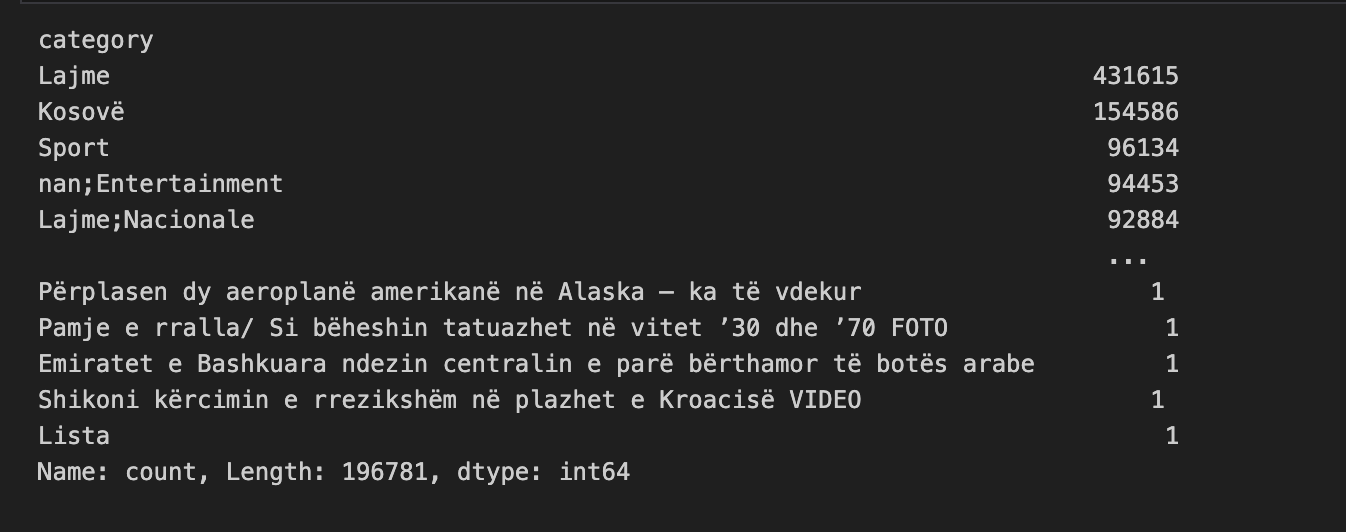 category
Lajme 431615
Kosovë 154586
Sport 96134
nan;Entertainment 94453
Lajme;Nacionale 92884
...
Përplasen dy aeroplanë amerikanë në Alaska – ka të vdekur 1
Pamje e rralla/ Si bëheshin tatuazhet në vitet ’30 dhe ’70 FOTO 1
Emiratet e Bashkuara ndezin centralin e parë bërthamor të botës arabe 1
Shikoni kërcimin e rrezikshëm në plazhet e Kroacisë VIDEO 1
Lista 1
Name: count, Length: 196781, dtype: int64